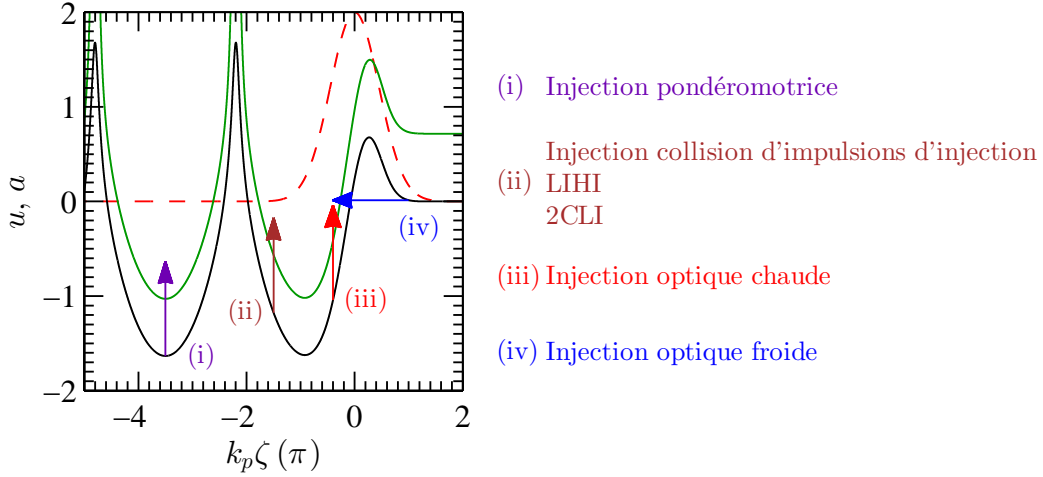 2
1
0
−1
−2
−4
−2
0
2
u, a
k_pζ (π)
(i)
(ii)
(iii)
(iv)
(i) Injection pondéromotrice
Injection collision d'impulsions d'injection
(ii) LIHI
2CLI
(iii) Injection optique chaude
(iv) Injection optique froide